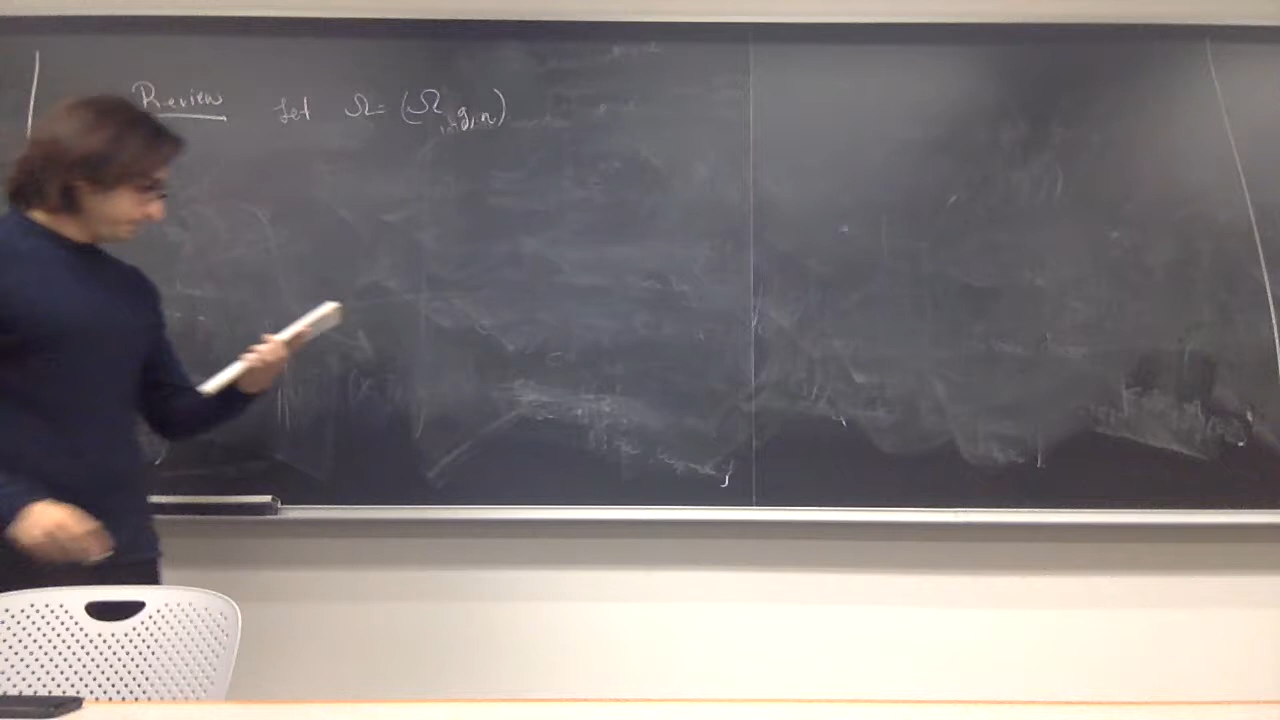 Review Let Ω = (Ω_{g,n})